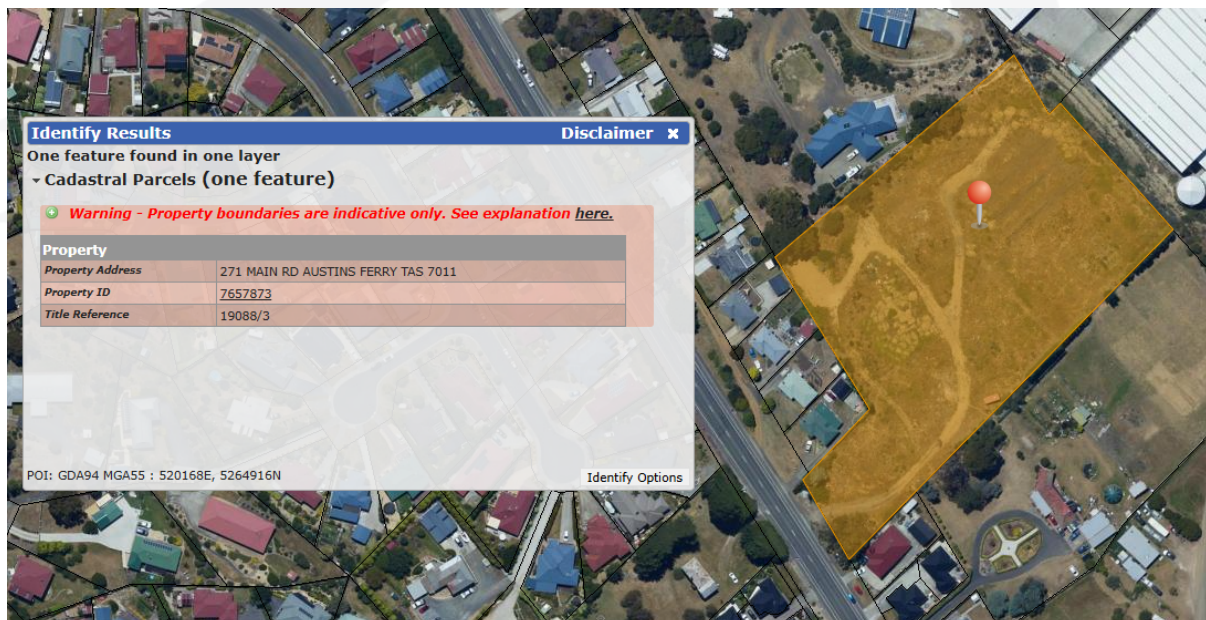 Identify Results Disclaimer ✖
One feature found in one layer
Cadastral Parcels (one feature)
Warning - Property boundaries are indicative only. See explanation here.
Property
Property Address 271 MAIN RD AUSTINS FERRY TAS 7011
Property ID 7657873
Title Reference 19088/3
POI: GDA94 MGA55 : 520168E, 5264916N Identify Options